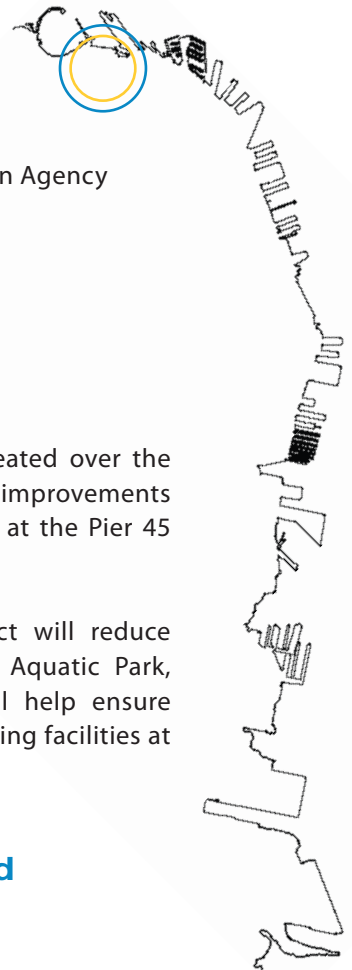 n Agency
eated over the
improvements
at the Pier 45
ct will reduce
Aquatic Park,
l help ensure
ing facilities at
d